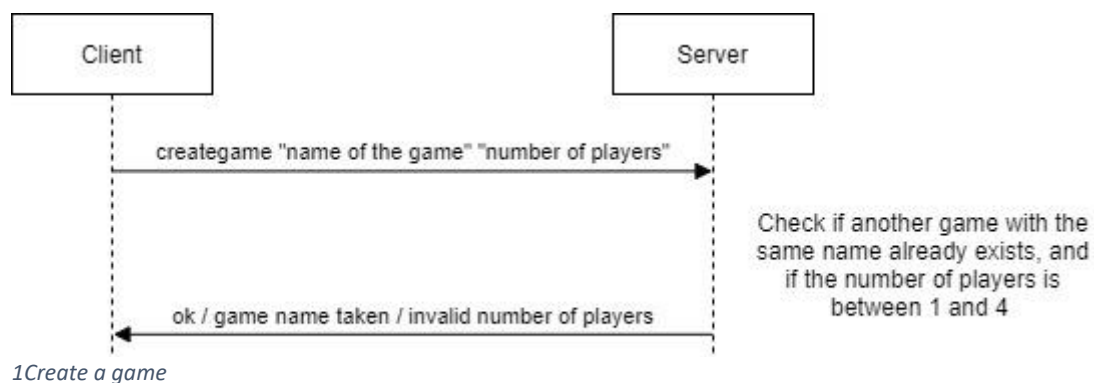 Client
Server
creategame "name of the game" "number of players"
Check if another game with the
same name already exists, and
if the number of players is
between 1 and 4
ok / game name taken / invalid number of players
1Create a game